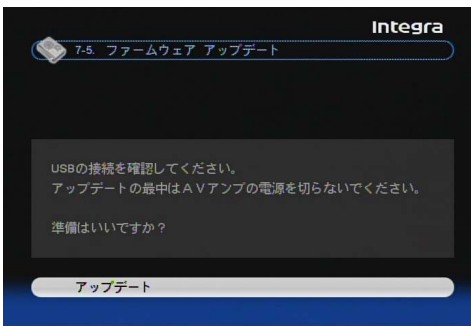 Integra
7-5. ファームウェア アップデート
USBの接続を確認してください。
アップデートの最中はＡＶアンプの電源を切らないでください。
準備はいいですか？
アップデート